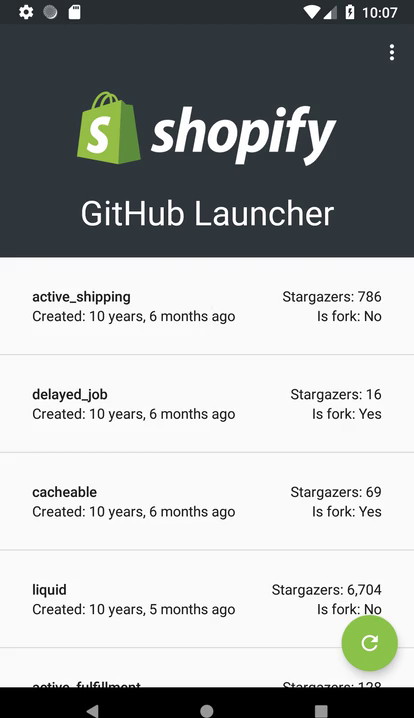 10:07
shopify
GitHub Launcher
active_shipping
Stargazers: 786
Created: 10 years, 6 months ago
Is fork: No
delayed_job
Stargazers: 16
Created: 10 years, 6 months ago
Is fork: Yes
cacheable
Stargazers: 69
Created: 10 years, 6 months ago
Is fork: Yes
liquid
Stargazers: 6,704
Created: 10 years, 5 months ago
Is fork: No
active_fulfillment
Stargazers: 128